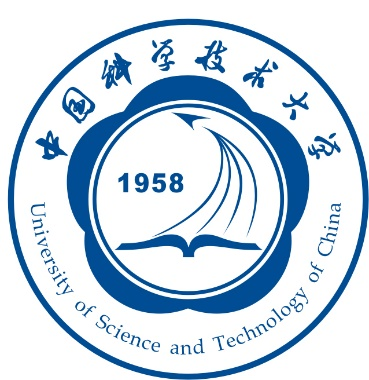 中国科学技术大学
1958
University of Science and Technology of China